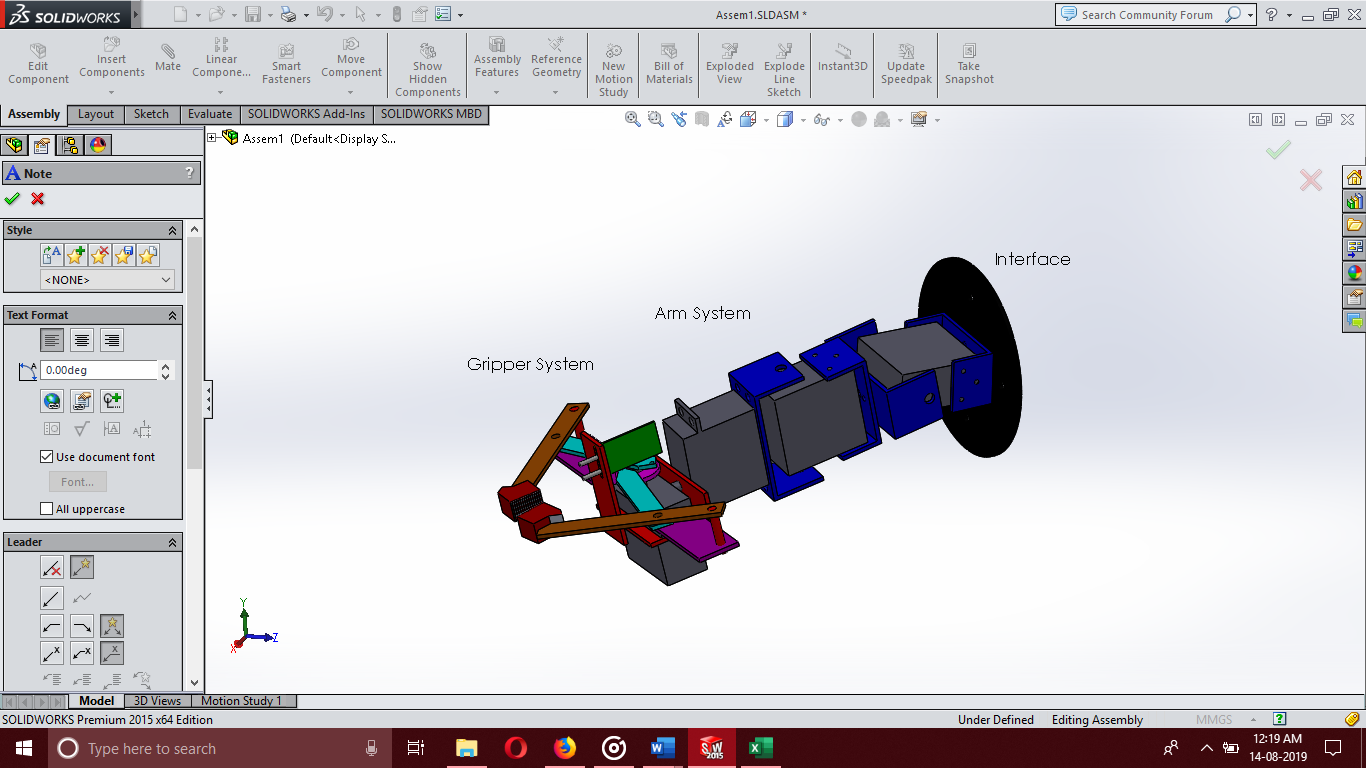 SOLIDWORKS
Assem1.SLDASM *
Search Community Forum
?
Edit Component
Insert Components
Mate
Linear Compone...
Smart Fasteners
Move Component
Show Hidden Components
Assembly Features
Reference Geometry
New Motion Study
Bill of Materials
Exploded View
Explode Line Sketch
Instant3D
Update Speedpak
Take Snapshot
Assembly
Layout
Sketch
Evaluate
SOLIDWORKS Add-Ins
SOLIDWORKS MBD
Assem1 (Default<Display S...
A Note
?
Style
<NONE>
Text Format
0.00deg
Use document font
Font...
All uppercase
Leader
Interface
Arm System
Gripper System
Y
Z
X
Model
3D Views
Motion Study 1
SOLIDWORKS Premium 2015 x64 Edition
Under Defined
Editing Assembly
MMGS
?
Type here to search
SW
2015
12:19 AM
14-08-2019